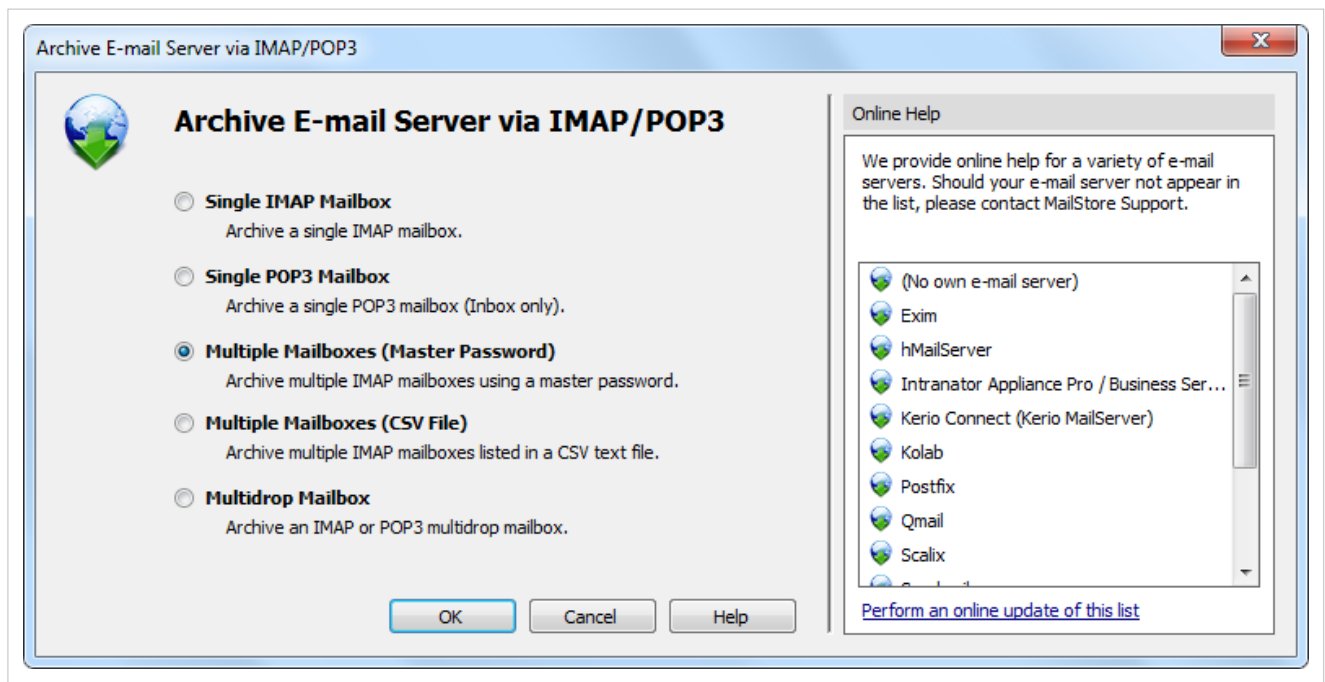 Archive E-mail Server via IMAP/POP3
Archive E-mail Server via IMAP/POP3
Single IMAP Mailbox
Archive a single IMAP mailbox.
Single POP3 Mailbox
Archive a single POP3 mailbox (Inbox only).
Multiple Mailboxes (Master Password)
Archive multiple IMAP mailboxes using a master password.
Multiple Mailboxes (CSV File)
Archive multiple IMAP mailboxes listed in a CSV text file.
Multidrop Mailbox
Archive an IMAP or POP3 multidrop mailbox.
OK
Cancel
Help
Online Help
We provide online help for a variety of e-mail
servers. Should your e-mail server not appear in
the list, please contact MailStore Support.
(No own e-mail server)
Exim
hMailServer
Intranator Appliance Pro / Business Ser...
Kerio Connect (Kerio MailServer)
Kolab
Postfix
Qmail
Scalix
Perform an online update of this list